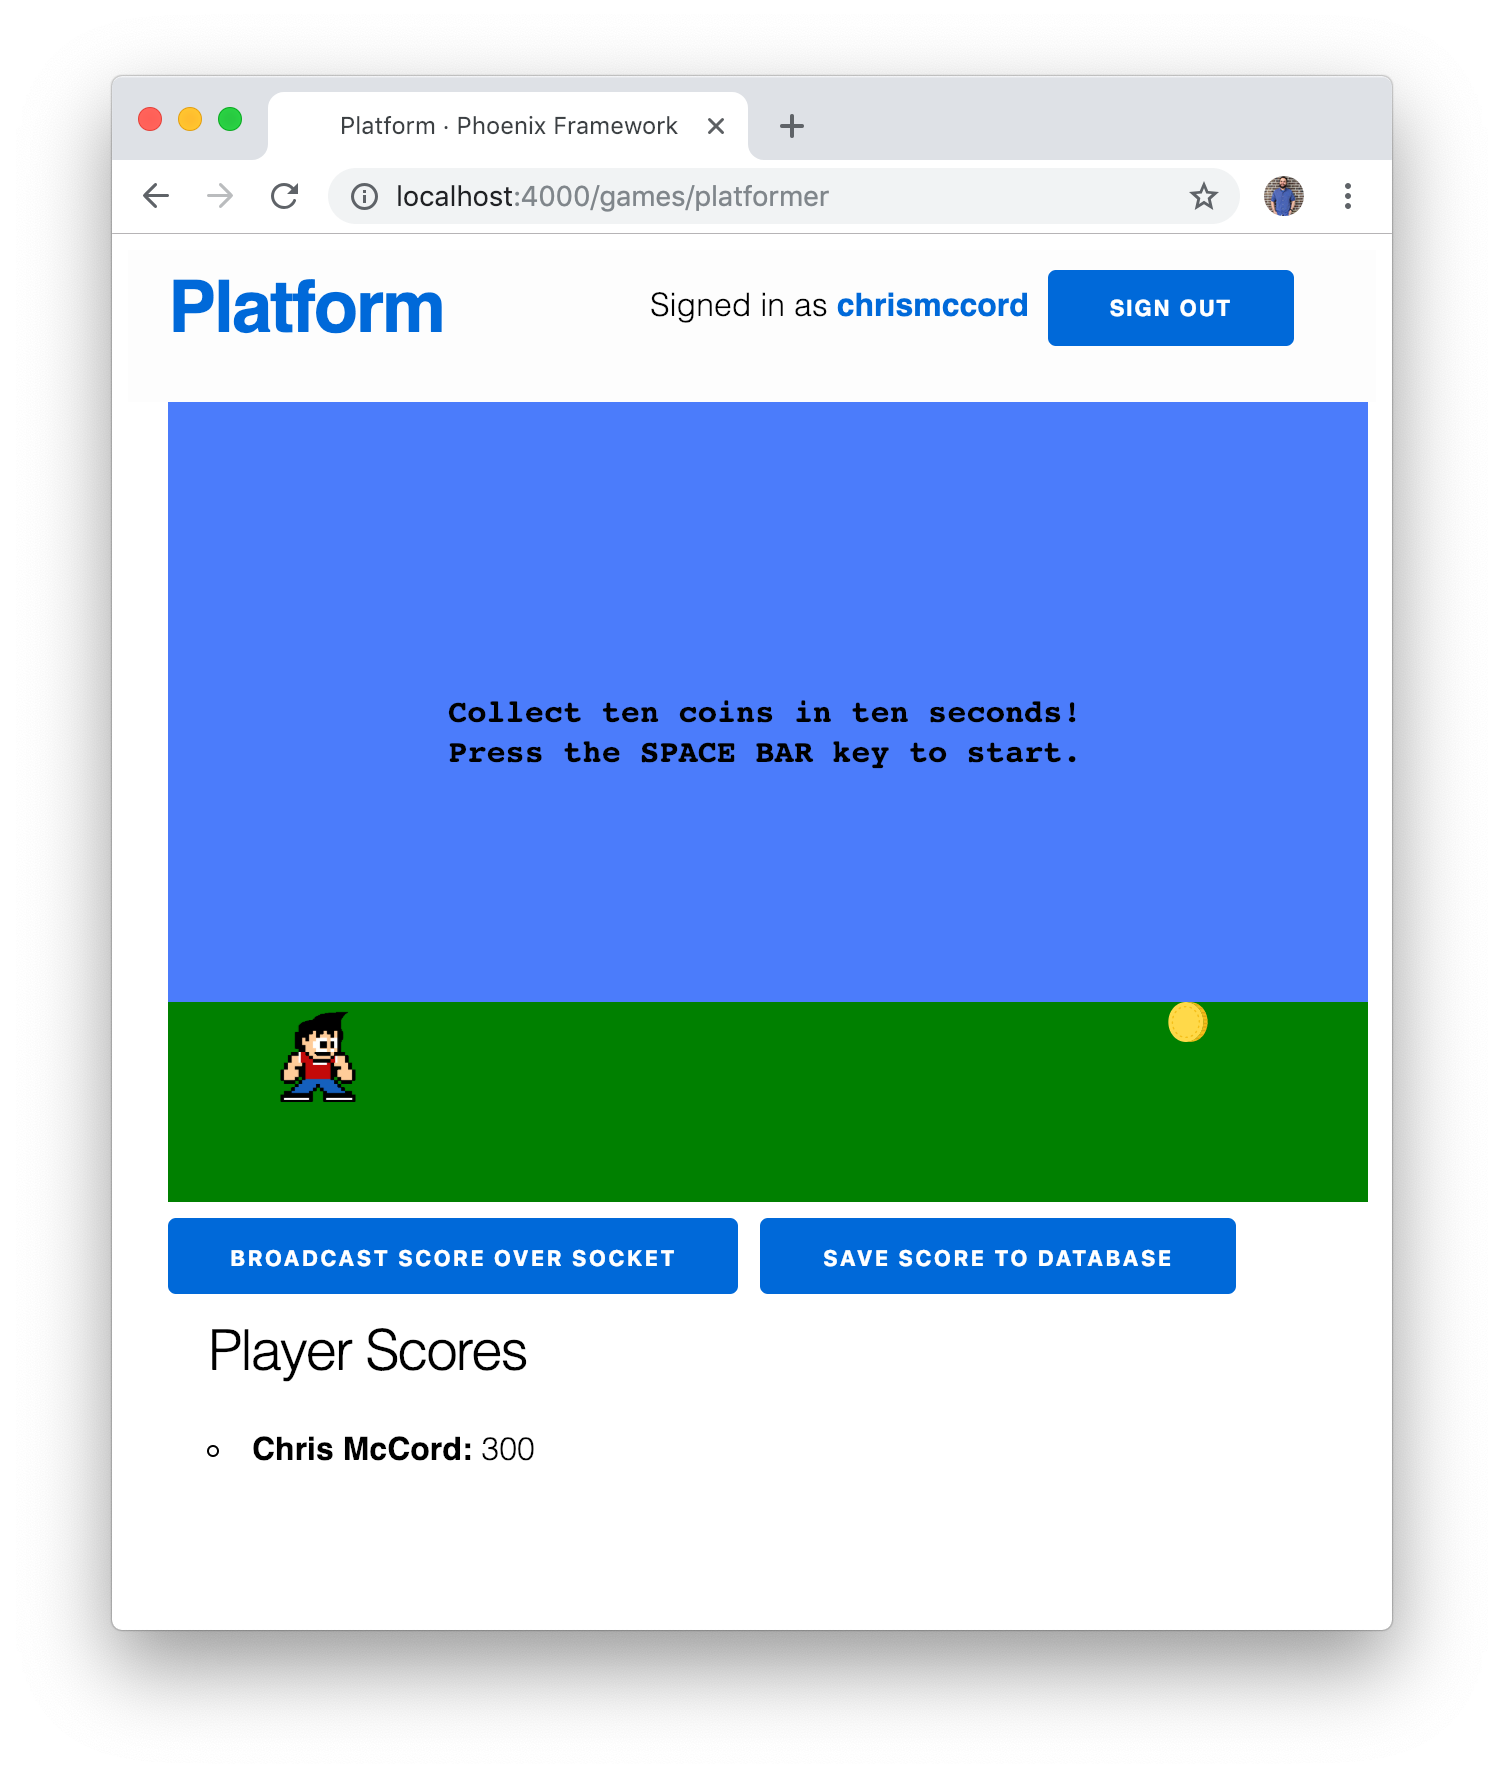 Platform · Phoenix Framework
localhost:4000/games/platformer
Platform
Signed in as chrismccord
SIGN OUT
Collect ten coins in ten seconds!
Press the SPACE BAR key to start.
BROADCAST SCORE OVER SOCKET
SAVE SCORE TO DATABASE
Player Scores
Chris McCord: 300